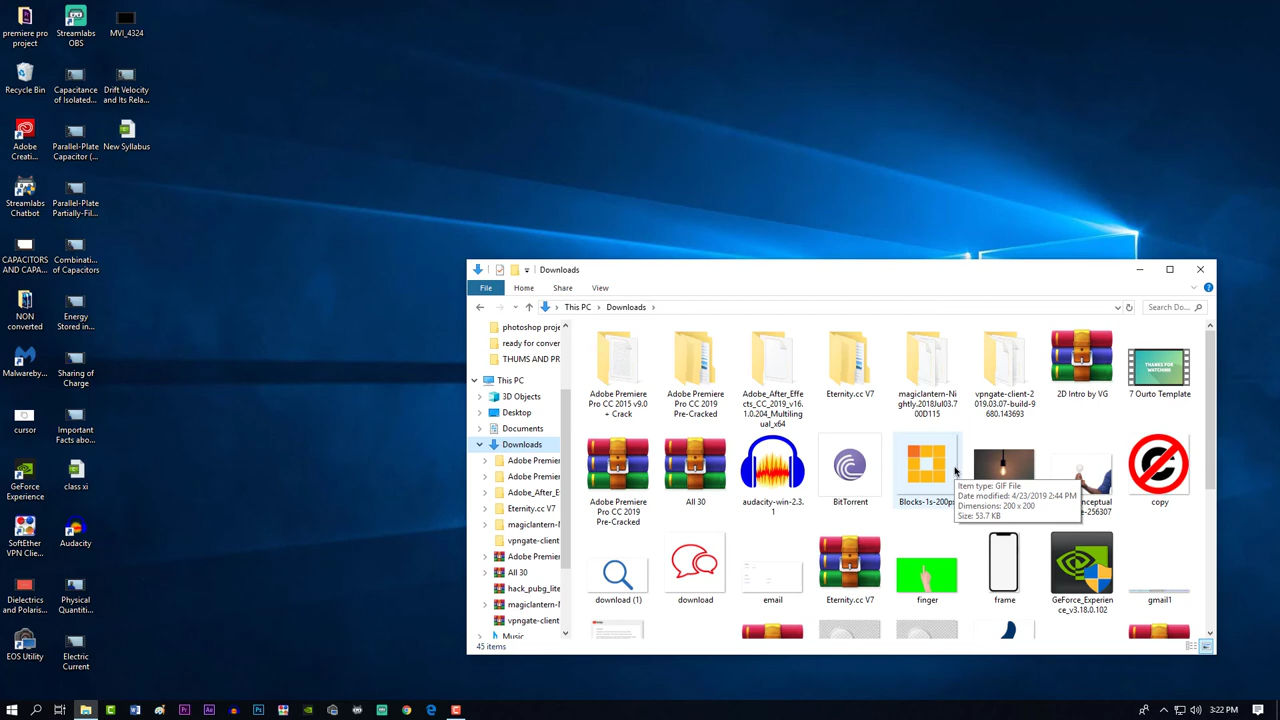 premiere pro
project
Streamlabs
OBS
MVI_4324
Recycle Bin
Capacitance
of Isolated...
Drift Velocity
and Its Rela...
Adobe
Creati...
Parallel-Plate
Capacitor (...
New Syllabus
Streamlabs
Chatbot
Parallel-Plate
Partially-Fil...
CAPACITORS
AND CAPA...
Combination
of Capacitors
NON
converted
Energy
Stored in...
Malwareby...
Sharing of
Charge
cursor
Important
Facts abo...
GeForce
Experience
class xi
SoftEther
VPN Clie...
Audacity
Dielectrics
and Polaris...
Physical
Quantiti...
EOS Utility
Electric
Current
Downloads
File
Home
Share
View
This PC
Downloads
Search Do...
photoshop proje
ready for conver
THUMS AND PR
This PC
3D Objects
Desktop
Documents
Downloads
Adobe Premier
Adobe Premier
Adobe_After_E
Eternity.cc V7
magiclantern-N
vpngate-client
Adobe Premier
All 30
hack_pubg_lite
magiclantern-N
vpngate-client
Music
Adobe Premiere
Pro CC 2015 v9.0
+ Crack
Adobe Premiere
Pro CC 2019
Pre-Cracked
Adobe_After_Effe
cts_CC_2019_v16.
1.0.204_Multiling
ual_x64
Eternity.cc V7
magiclantern-Ni
ghtly.2018Jul03.7
00D115
vpngate-client-2
019.03.07-build-9
680.143693
2D Intro by VG
7 Ourto Template
Adobe Premiere
Pro CC 2019
Pre-Cracked
All 30
audacity-win-2.3.
1
BitTorrent
Blocks-1s-200p
onceptual
e-256307
copy
Item type: GIF File
Date modified: 4/23/2019 2:44 PM
Dimensions: 200 x 200
Size: 53.7 KB
download (1)
download
email
Eternity.cc V7
finger
frame
GeForce_Experien
ce_v3.18.0.102
gmail1
THANKS FOR
WATCHING
45 items
3:22 PM